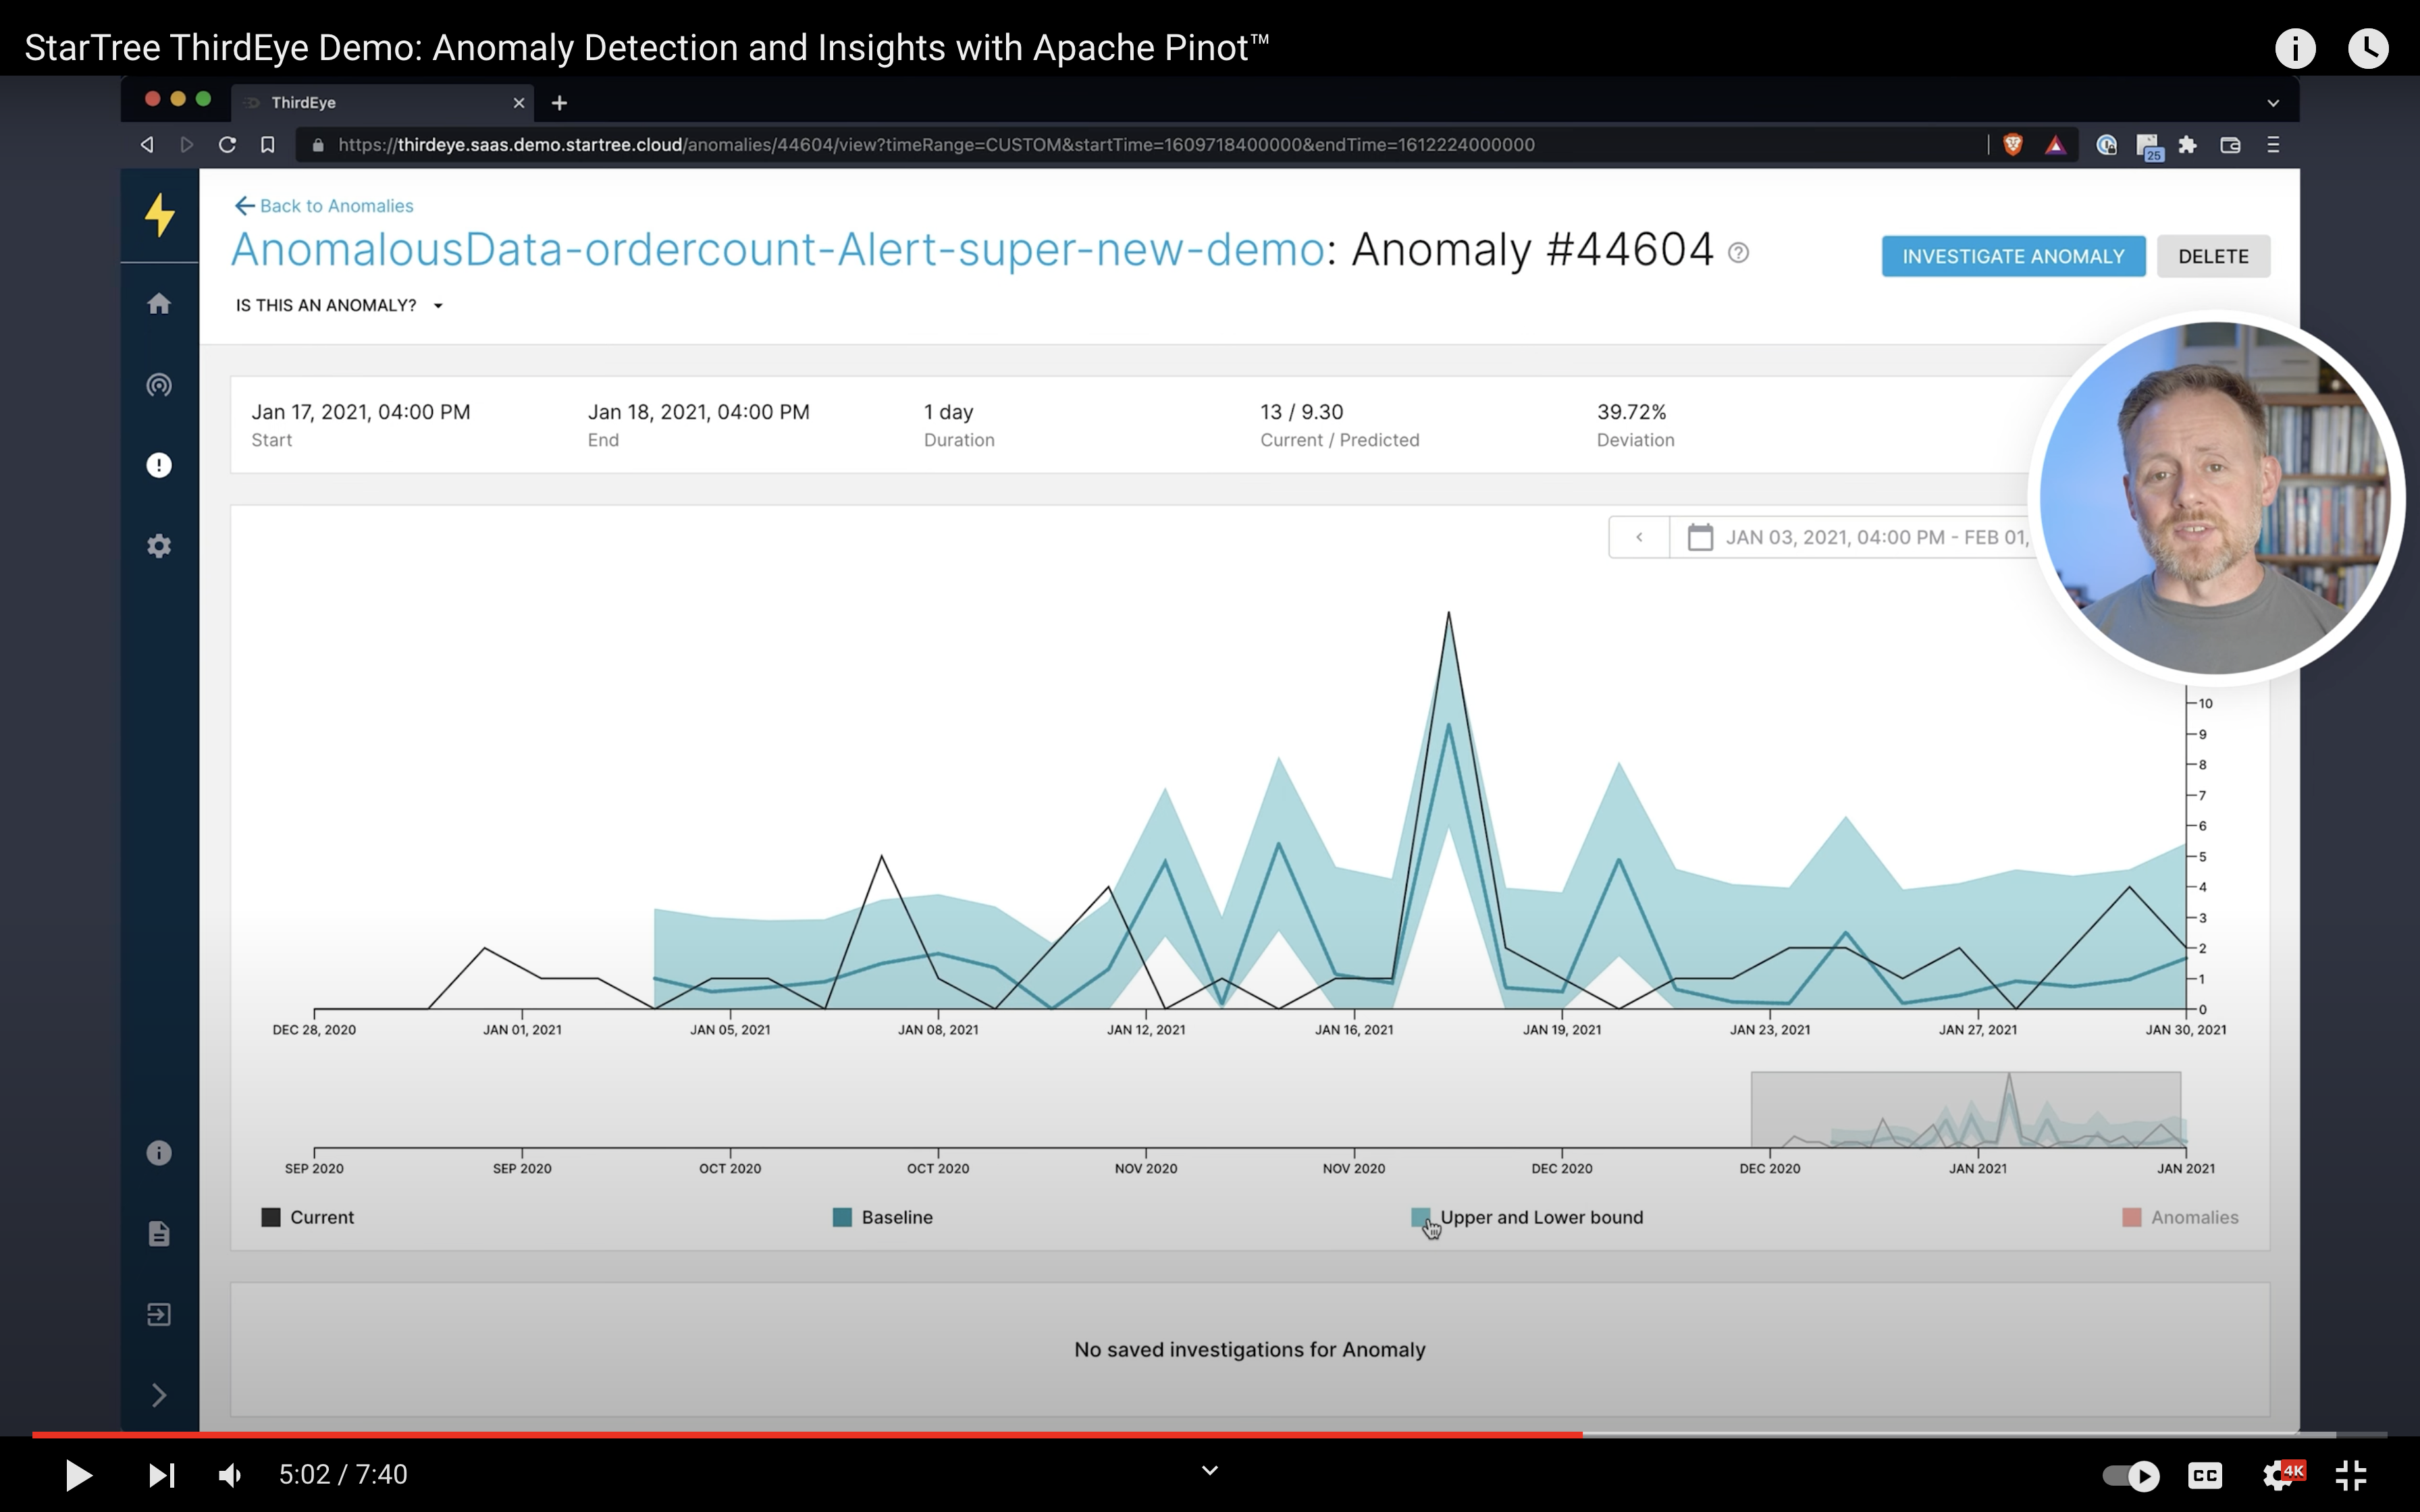 StarTree ThirdEye Demo: Anomaly Detection and Insights with Apache Pinot™
ThirdEye
https://thirdeye.saas.demo.startree.cloud/anomalies/44604/view?timeRange=CUSTOM&startTime=1609718400000&endTime=1612224000000
25
Back to Anomalies
AnomalousData-ordercount-Alert-super-new-demo: Anomaly #44604
INVESTIGATE ANOMALY
DELETE
IS THIS AN ANOMALY?
Jan 17, 2021, 04:00 PM
Start
Jan 18, 2021, 04:00 PM
End
1 day
Duration
13 / 9.30
Current / Predicted
39.72%
Deviation
JAN 03, 2021, 04:00 PM - FEB 01,
10
9
8
7
6
5
4
3
2
1
0
DEC 28, 2020
JAN 01, 2021
JAN 05, 2021
JAN 08, 2021
JAN 12, 2021
JAN 16, 2021
JAN 19, 2021
JAN 23, 2021
JAN 27, 2021
JAN 30, 2021
SEP 2020
SEP 2020
OCT 2020
OCT 2020
NOV 2020
NOV 2020
DEC 2020
DEC 2020
JAN 2021
JAN 2021
Current
Baseline
Upper and Lower bound
Anomalies
No saved investigations for Anomaly
5:02 / 7:40
CC
4K